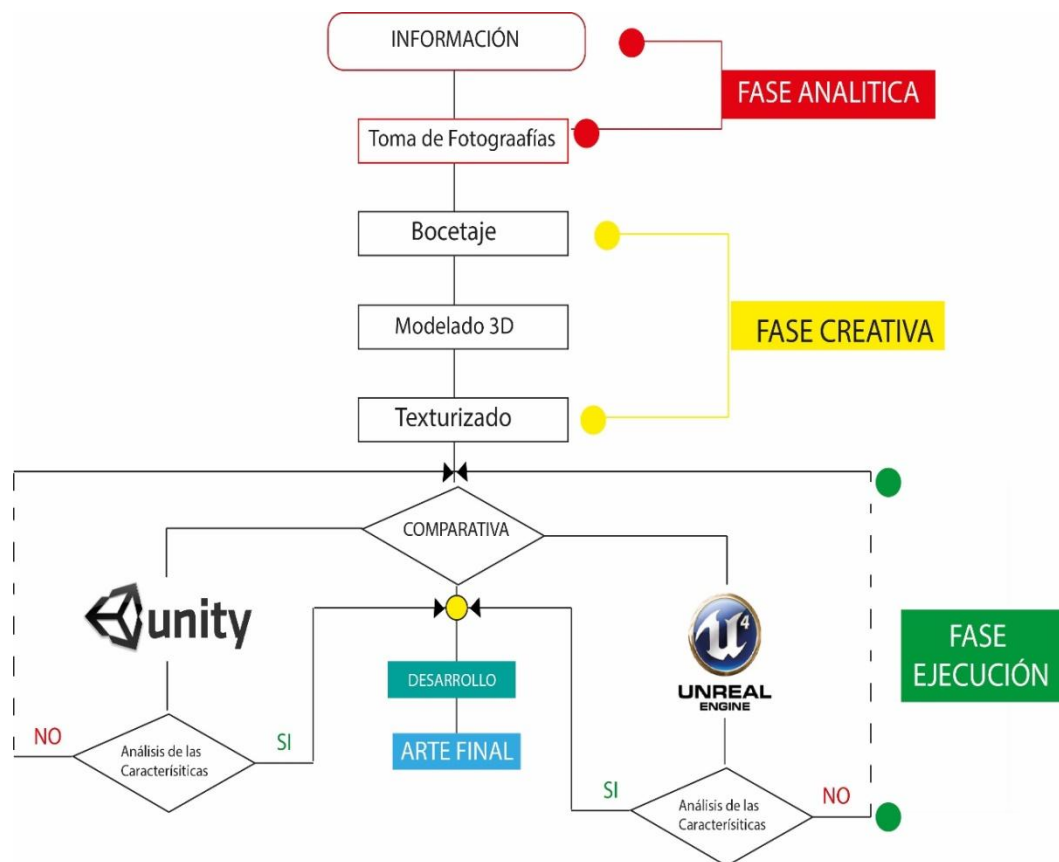 INFORMACIÓN
FASE ANALITICA
Toma de Fotograafías
Bocetaje
Modelado 3D
FASE CREATIVA
Texturizado
COMPARATIVA
unity
U 4
UNREAL
ENGINE
FASE
EJECUCIÓN
DESARROLLO
ARTE FINAL
NO
Análisis de las
Caracterísiticas
SI
SI
Análisis de las
Caracterísiticas
NO